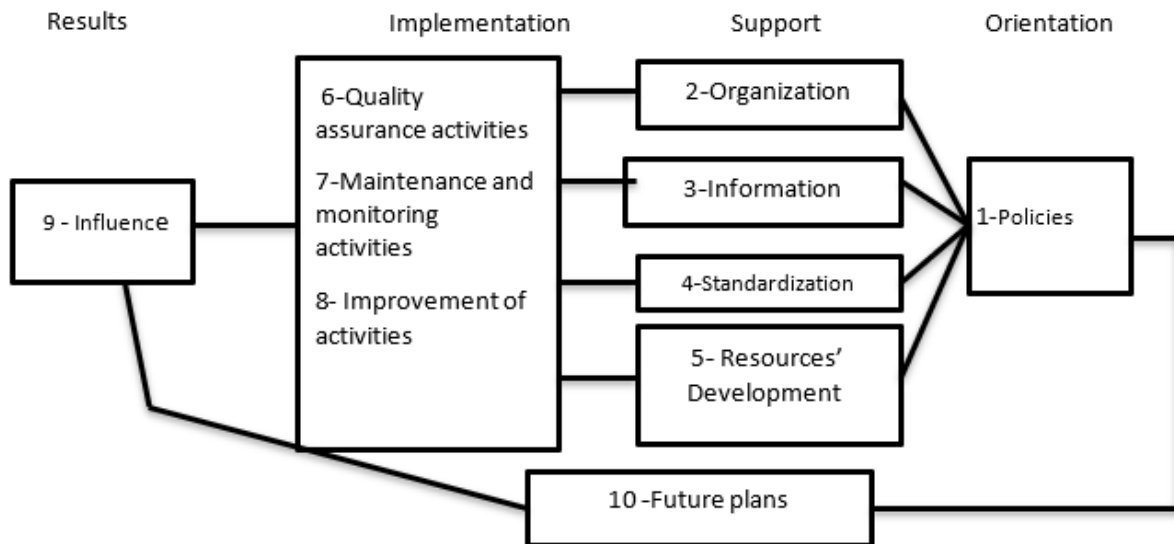 Results
Implementation
Support
Orientation
6-Quality
assurance activities
7-Maintenance and
monitoring
activities
8- Improvement of
activities
2-Organization
3-Information
4-Standardization
5- Resources’
Development
1-Policies
9 - Influence
10 -Future plans